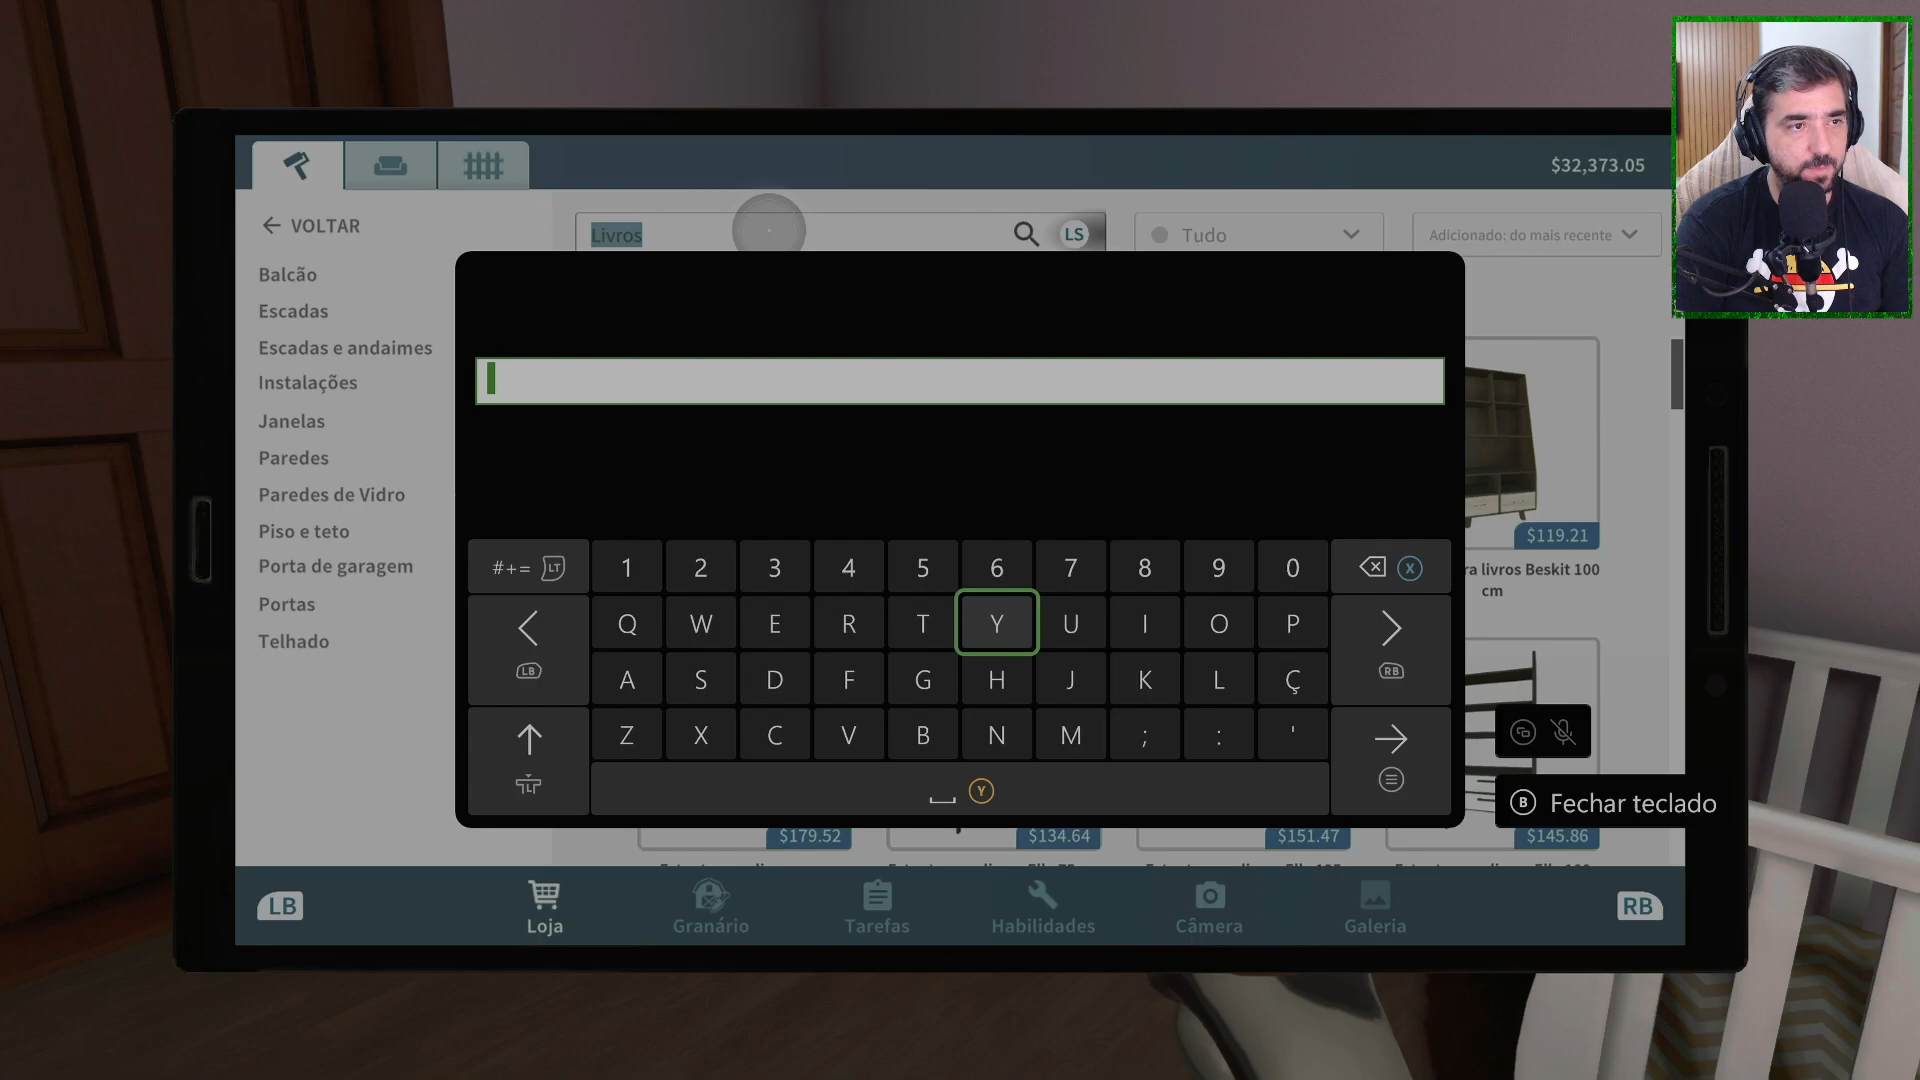 $32,373.05
VOLTAR
Livros
LS
Tudo
Adicionado: do mais recente
Balcão
Escadas
Escadas e andaimes
Instalações
Janelas
Paredes
Paredes de Vidro
Piso e teto
Porta de garagem
Portas
Telhado
$119.21
ra livros Beskit 100
cm
#+= LT 1 2 3 4 5 6 7 8 9 0 X
Q W E R T Y U I O P
LB RB
A S D F G H J K L Ç
Z X C V B N M ; : '
Y
B Fechar teclado
$179.52 $134.64 $151.47 $145.86
LB Loja Granário Tarefas Habilidades Câmera Galeria RB